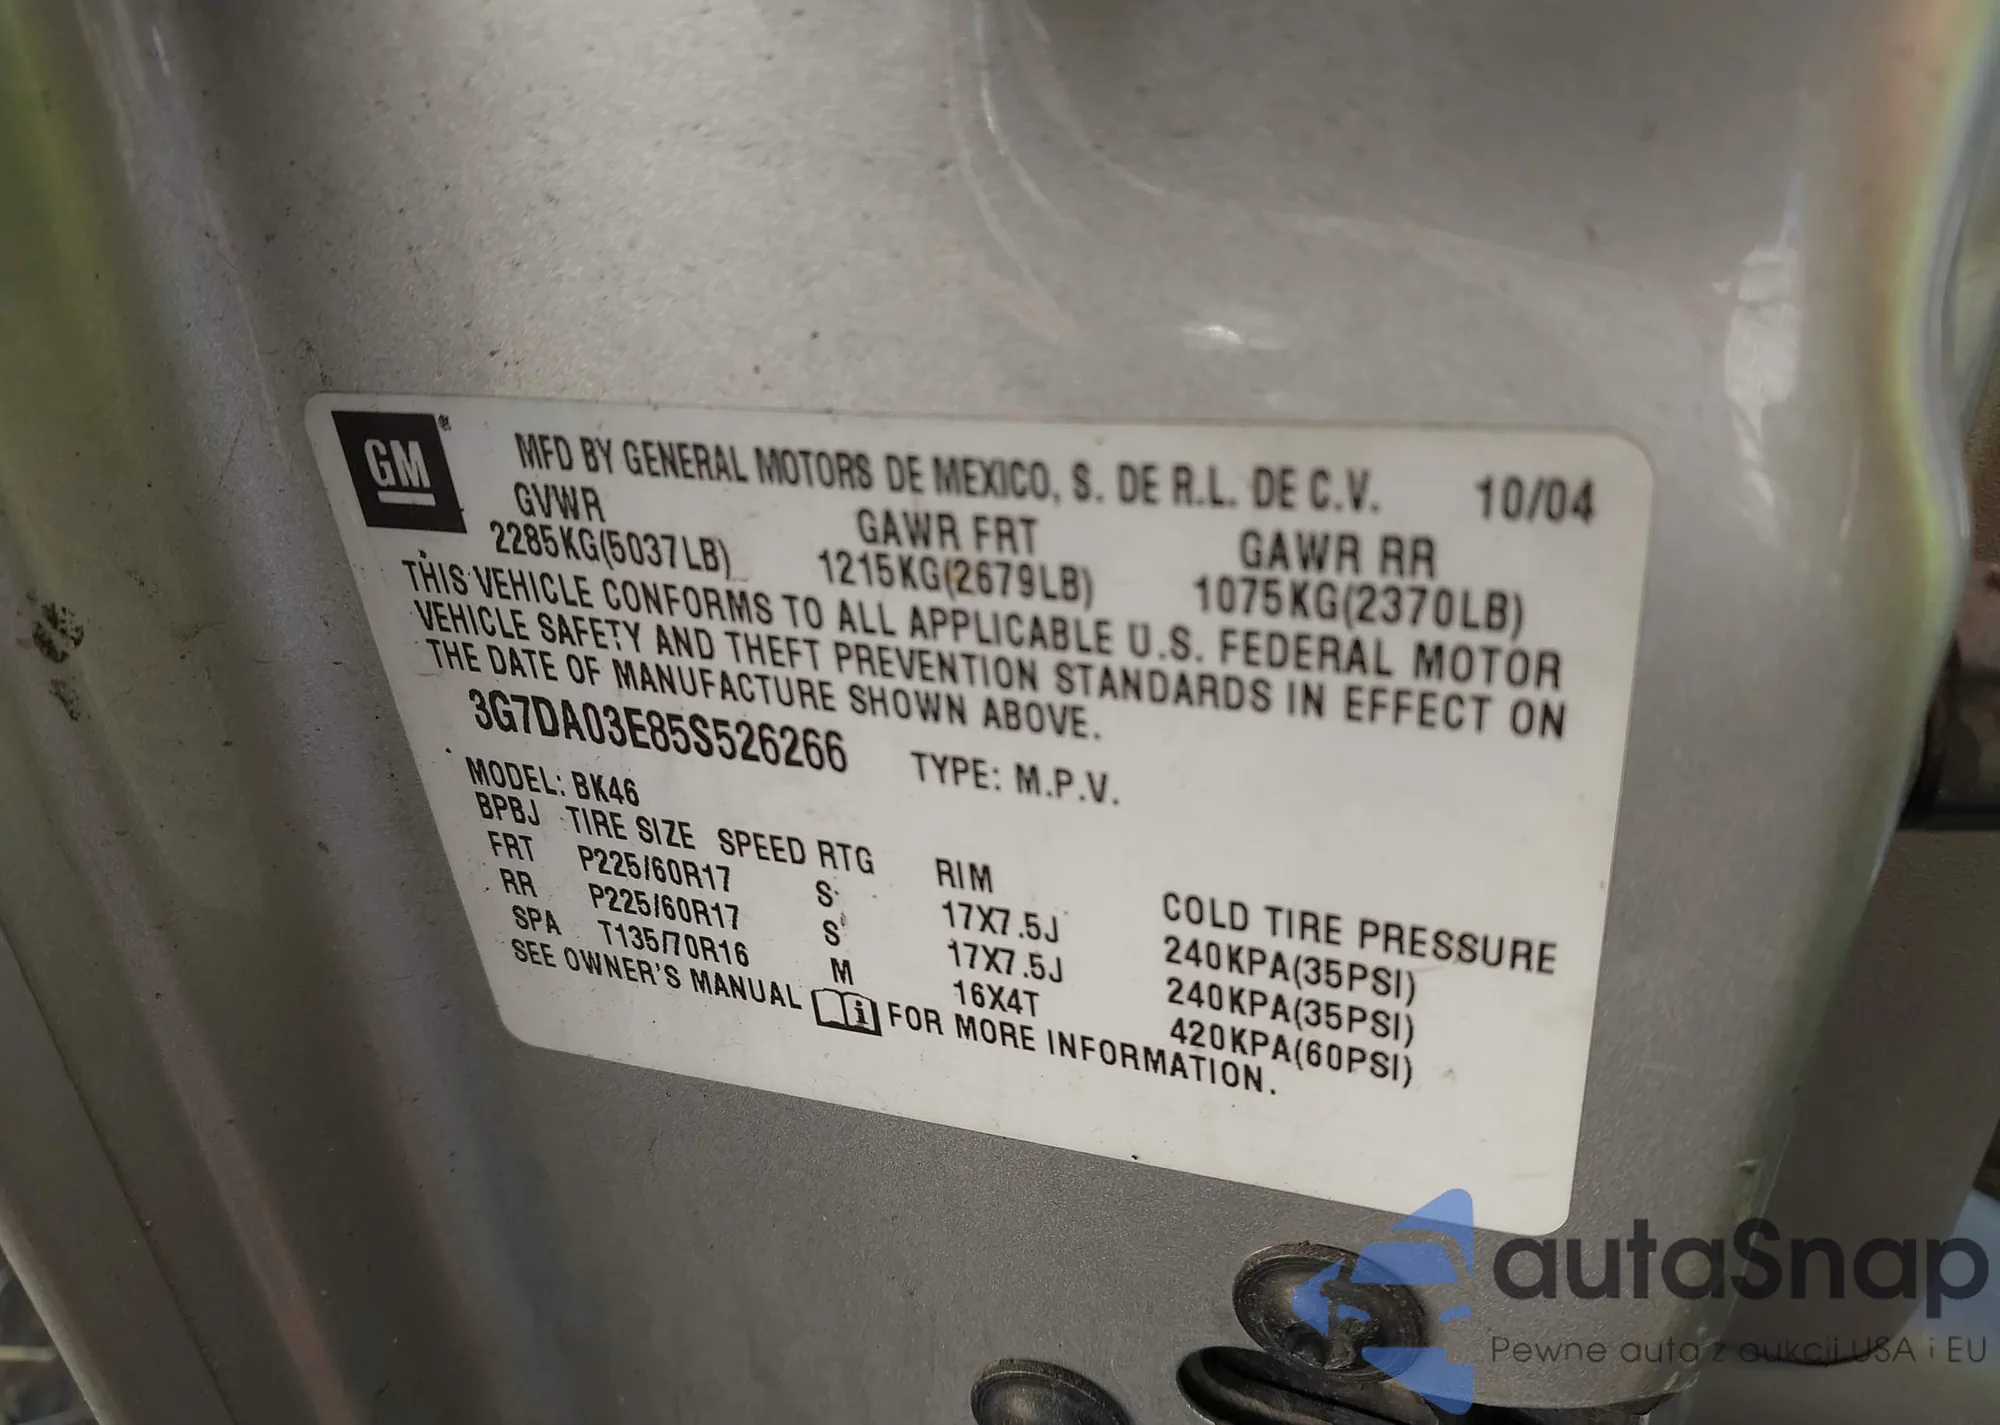 GM®
MFD BY GENERAL MOTORS DE MEXICO, S. DE R.L. DE C.V. 10/04
GVWR GAWR FRT GAWR RR
2285KG(5037LB) 1215KG(2679LB) 1075KG(2370LB)
THIS VEHICLE CONFORMS TO ALL APPLICABLE U.S. FEDERAL MOTOR
VEHICLE SAFETY AND THEFT PREVENTION STANDARDS IN EFFECT ON
THE DATE OF MANUFACTURE SHOWN ABOVE.
3G7DA03E85S526266 TYPE: M.P.V.
MODEL: BK46
BPBJ TIRE SIZE SPEED RTG RIM COLD TIRE PRESSURE
FRT P225/60R17 S 17X7.5J 240KPA(35PSI)
RR P225/60R17 S 17X7.5J 240KPA(35PSI)
SPA T135/70R16 M 16X4T 420KPA(60PSI)
SEE OWNER'S MANUAL i FOR MORE INFORMATION.
autaSnap
Pewne auta z aukcji USA i EU